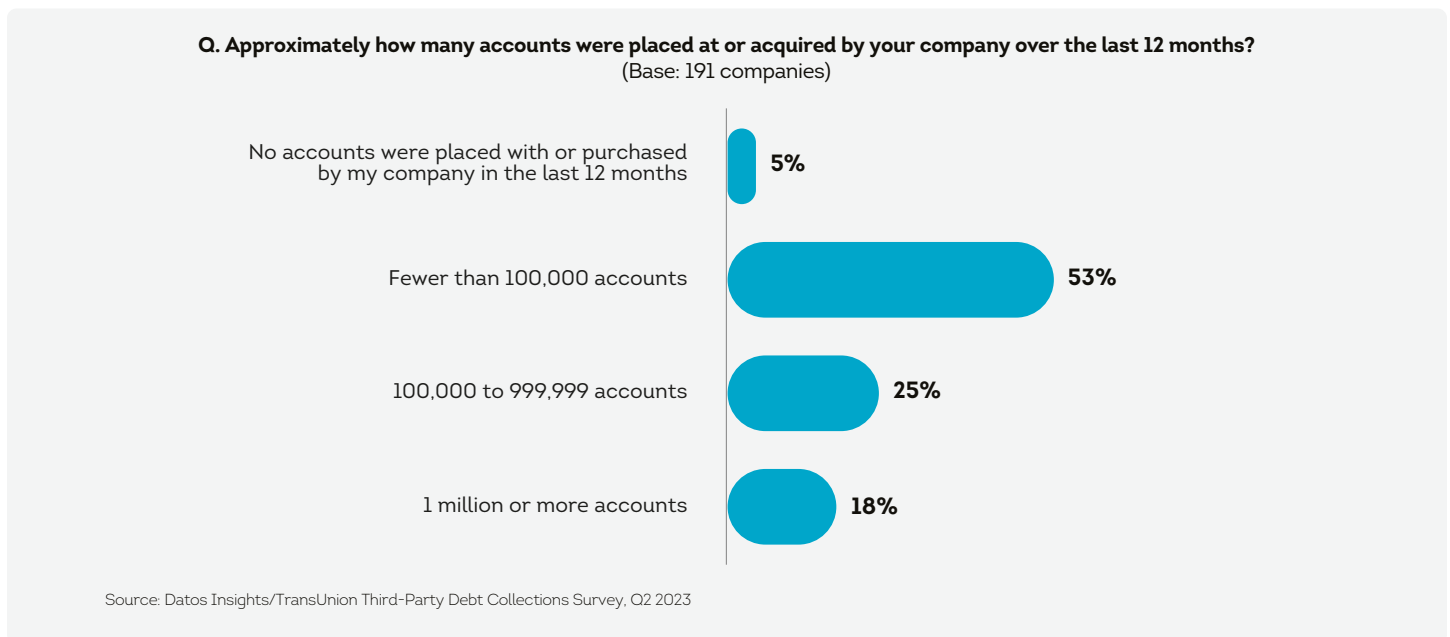 Q. Approximately how many accounts were placed at or acquired by your company over the last 12 months?
(Base: 191 companies)
No accounts were placed with or purchased
by my company in the last 12 months
5%
Fewer than 100,000 accounts
53%
100,000 to 999,999 accounts
25%
1 million or more accounts
18%
Source: Datos Insights/TransUnion Third-Party Debt Collections Survey, Q2 2023